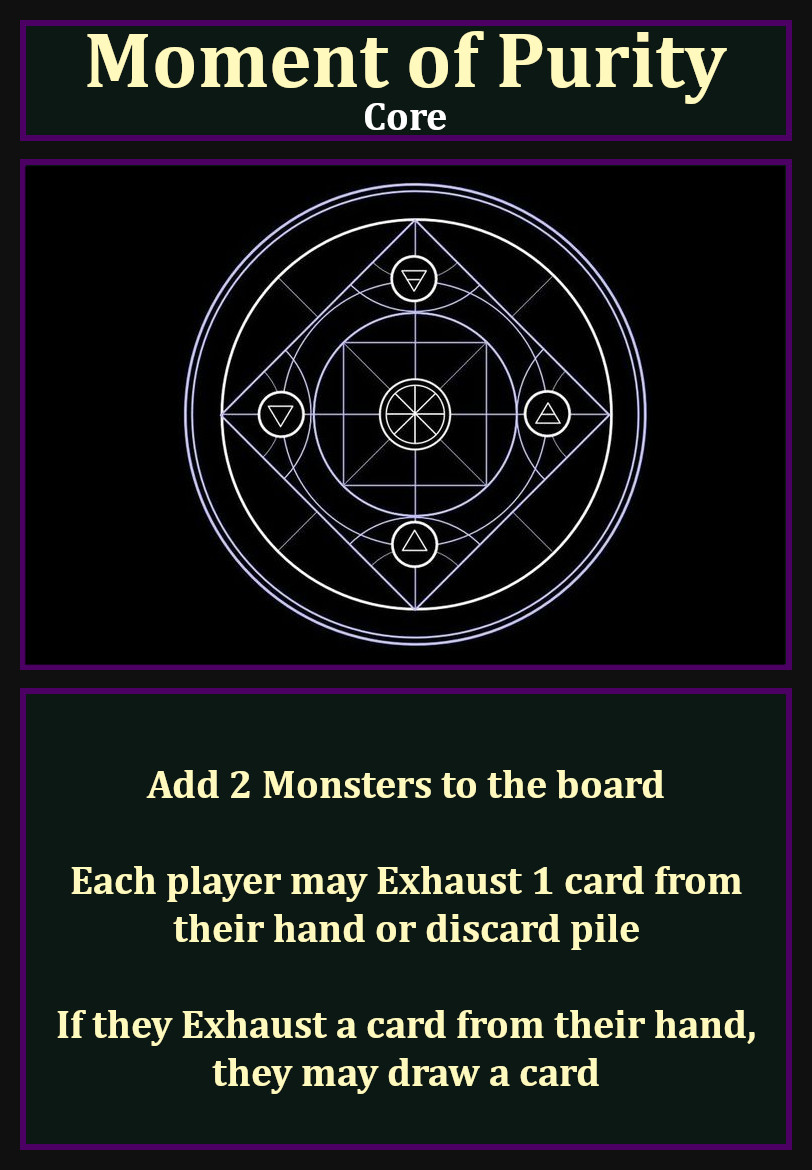 Moment of Purity
Core
Add 2 Monsters to the board
Each player may Exhaust 1 card from
their hand or discard pile
If they Exhaust a card from their hand,
they may draw a card